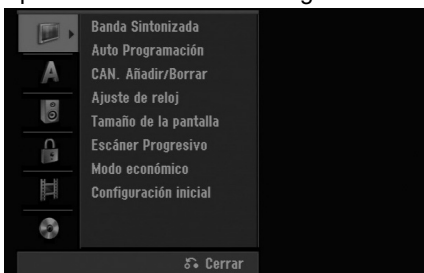 Banda Sintonizada
Auto Programación
A
CAN. Añadir/Borrar
Ajuste de reloj
Tamaño de la pantalla
Escáner Progresivo
Modo económico
Configuración inicial
Cerrar